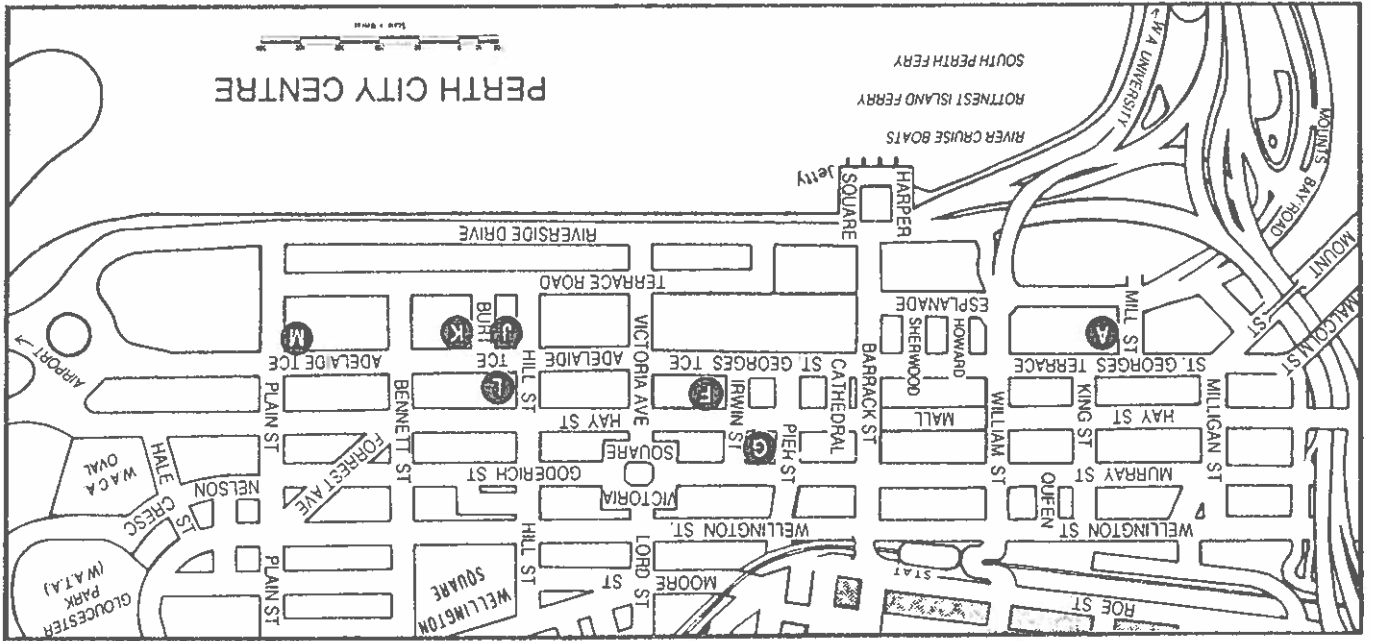 ROE ST
STAT
MOORE ST
LORD ST
HILL ST
WELLINGTON SQUARE
PLAIN ST
GLOUCESTER PARK (W.A.T.A.)
WELLINGTON ST
QUEEN
WELLINGTON ST.
VICTORIA SQUARE
MURRAY ST
GODERICH ST
FORREST AVE
NELSON CRESC
HALE ST
W.A.C.A OVAL
MILLIGAN ST
HAY ST
KING ST
WILLIAM ST
MALL
BARRACK ST
CATHEDRAL
PIER ST
G
IRWIN ST
HAY ST
VICTORIA AVE
HILL ST
BENNETT ST
PLAIN ST
E
L
MALCOLM ST
ST. GEORGES TERRACE
HOWARD
SHERWOOD
ST. GEORGES TCE
ADELAIDE TCE
ADELAIDE TCE
AIRPORT
MOUNT ST
MILL ST
A
J
BURT
K
M
ESPLANADE
TERRACE ROAD
MOUNTS BAY ROAD
RIVERSIDE DRIVE
HARPER SQUARE
Jetty
W.A UNIVERSITY
RIVER CRUISE BOATS
ROTTNEST ISLAND FERRY
SOUTH PERTH FERY
PERTH CITY CENTRE